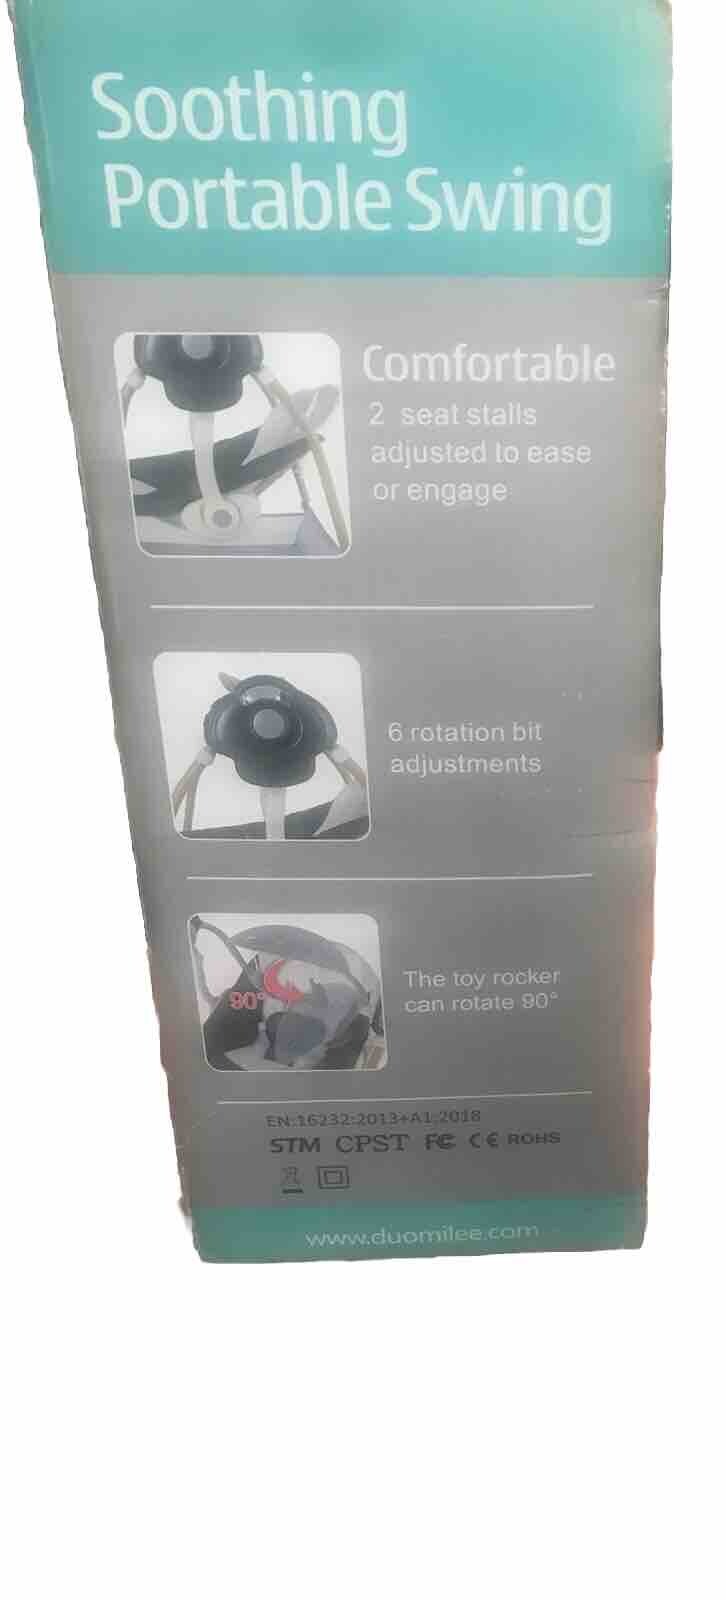 Soothing
Portable Swing
Comfortable
2 seat stalls
adjusted to ease
or engage
6 rotation bit
adjustments
90°
The toy rocker
can rotate 90°
EN:16232:2013+A1:2018
STM CPST FC CE ROHS
www.duomilee.com